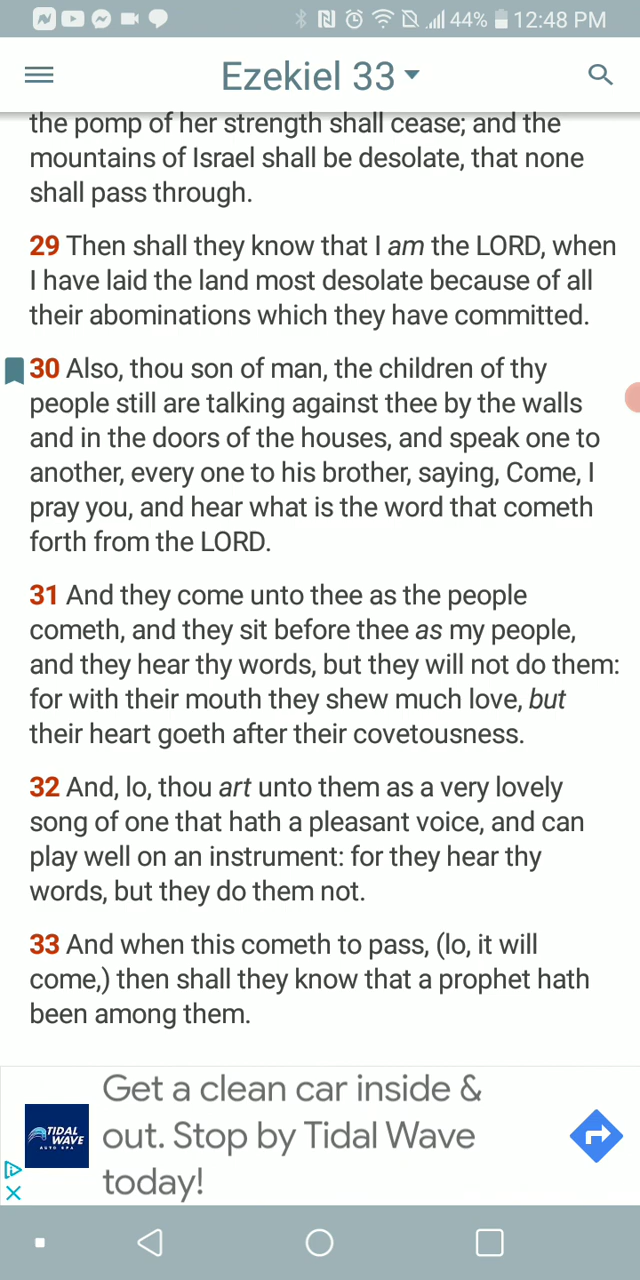 44% 12:48 PM
Ezekiel 33
the pomp of her strength shall cease; and the
mountains of Israel shall be desolate, that none
shall pass through.
29 Then shall they know that I am the LORD, when
I have laid the land most desolate because of all
their abominations which they have committed.
30 Also, thou son of man, the children of thy
people still are talking against thee by the walls
and in the doors of the houses, and speak one to
another, every one to his brother, saying, Come, I
pray you, and hear what is the word that cometh
forth from the LORD.
31 And they come unto thee as the people
cometh, and they sit before thee as my people,
and they hear thy words, but they will not do them:
for with their mouth they shew much love, but
their heart goeth after their covetousness.
32 And, lo, thou art unto them as a very lovely
song of one that hath a pleasant voice, and can
play well on an instrument: for they hear thy
words, but they do them not.
33 And when this cometh to pass, (lo, it will
come,) then shall they know that a prophet hath
been among them.
TIDAL
WAVE
AUTO SPA
Get a clean car inside &
out. Stop by Tidal Wave
today!